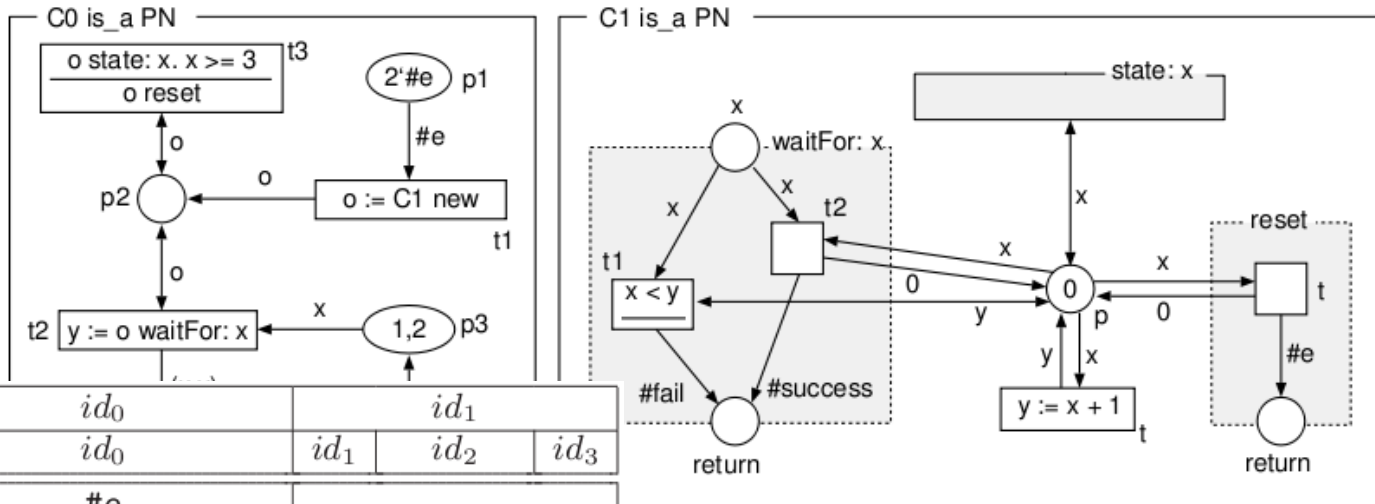 C0 is_a PN
o state: x. x >= 3
o reset
t3
2‘#e
p1
#e
o
o
p2
o := C1 new
t1
o
t2
y := o waitFor: x
x
1,2
p3
id0
id1
id0
id1
id2
id3
#e
C1 is_a PN
state: x
x
waitFor: x
x
x
t2
t1
x < y
x
0
y
#fail
#success
return
x
0
p
y
x
y := x + 1
t
reset
x
0
t
#e
return